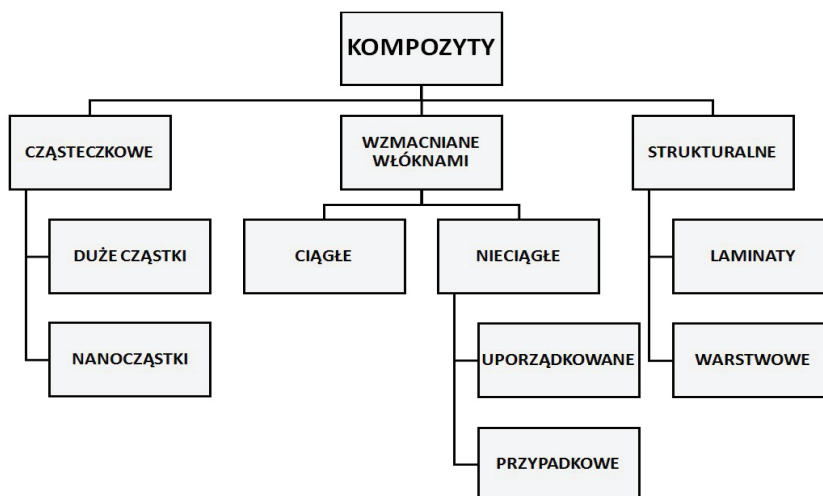 KOMPOZYTY
CZĄSTECZKOWE
WZMACNIANE
WŁÓKNAMI
STRUKTURALNE
DUŻE CZĄSTKI
CIĄGŁE
NIECIĄGŁE
LAMINATY
NANOCZĄSTKI
UPORZĄDKOWANE
WARSTWOWE
PRZYPADKOWE